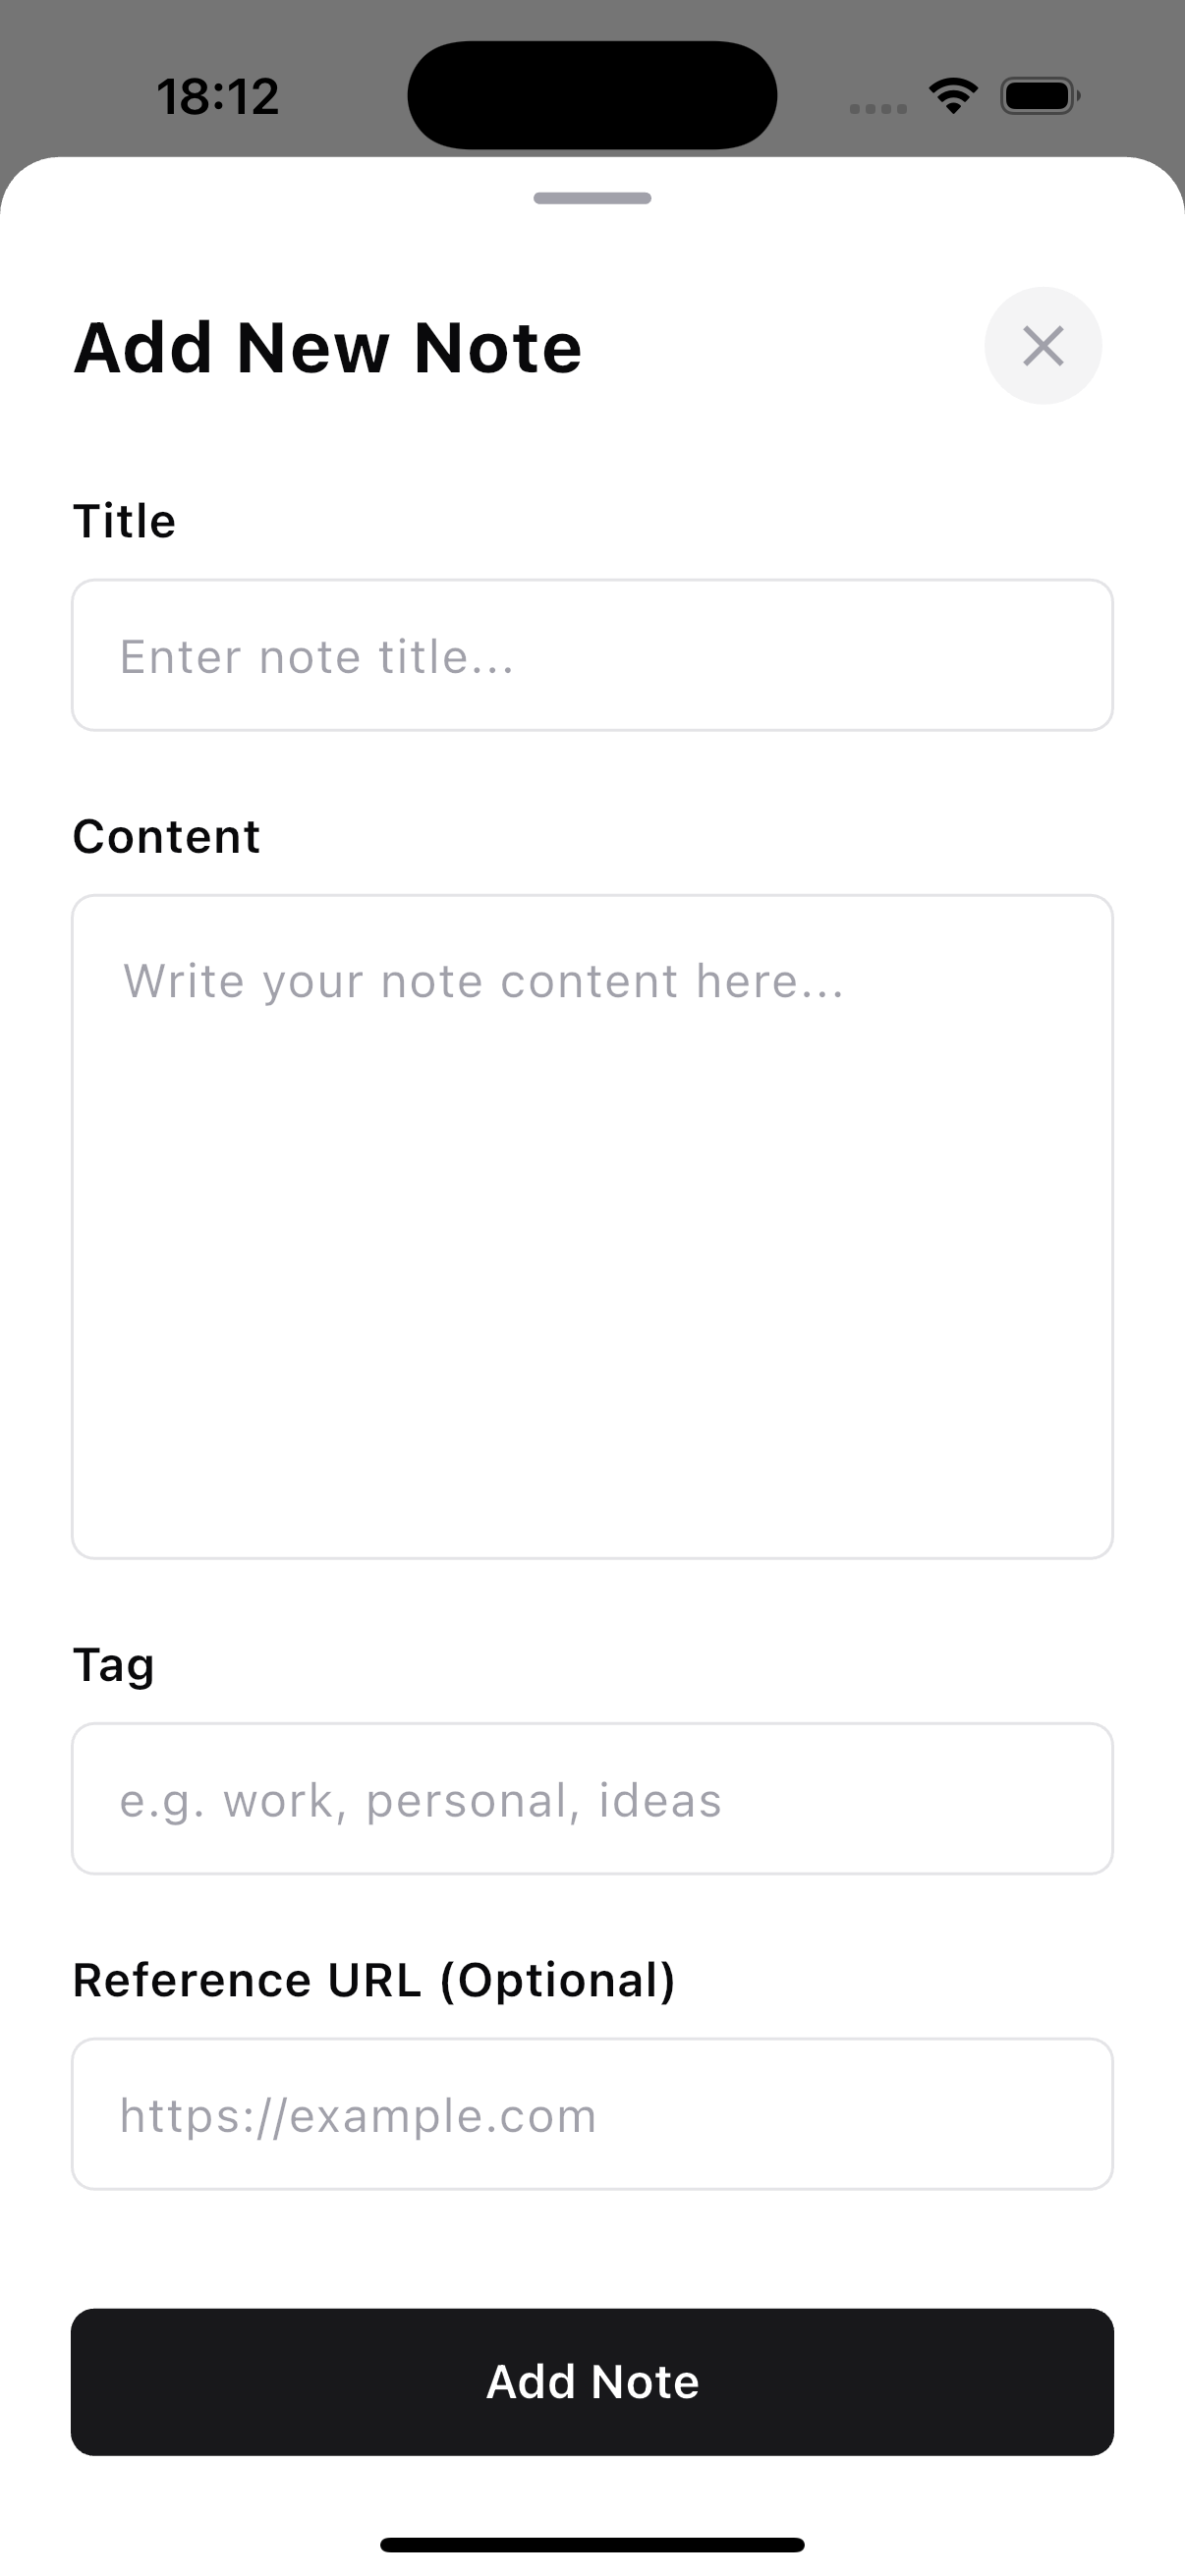 18:12
Add New Note
Title
Enter note title...
Content
Write your note content here...
Tag
e.g. work, personal, ideas
Reference URL (Optional)
https://example.com
Add Note